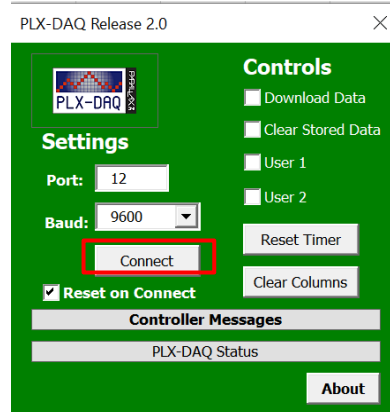 PLX-DAQ Release 2.0
PLX-DAQ
PARALLAX
Settings
Port: 12
Baud: 9600
Connect
Reset on Connect
Controls
Download Data
Clear Stored Data
User 1
User 2
Reset Timer
Clear Columns
Controller Messages
PLX-DAQ Status
About